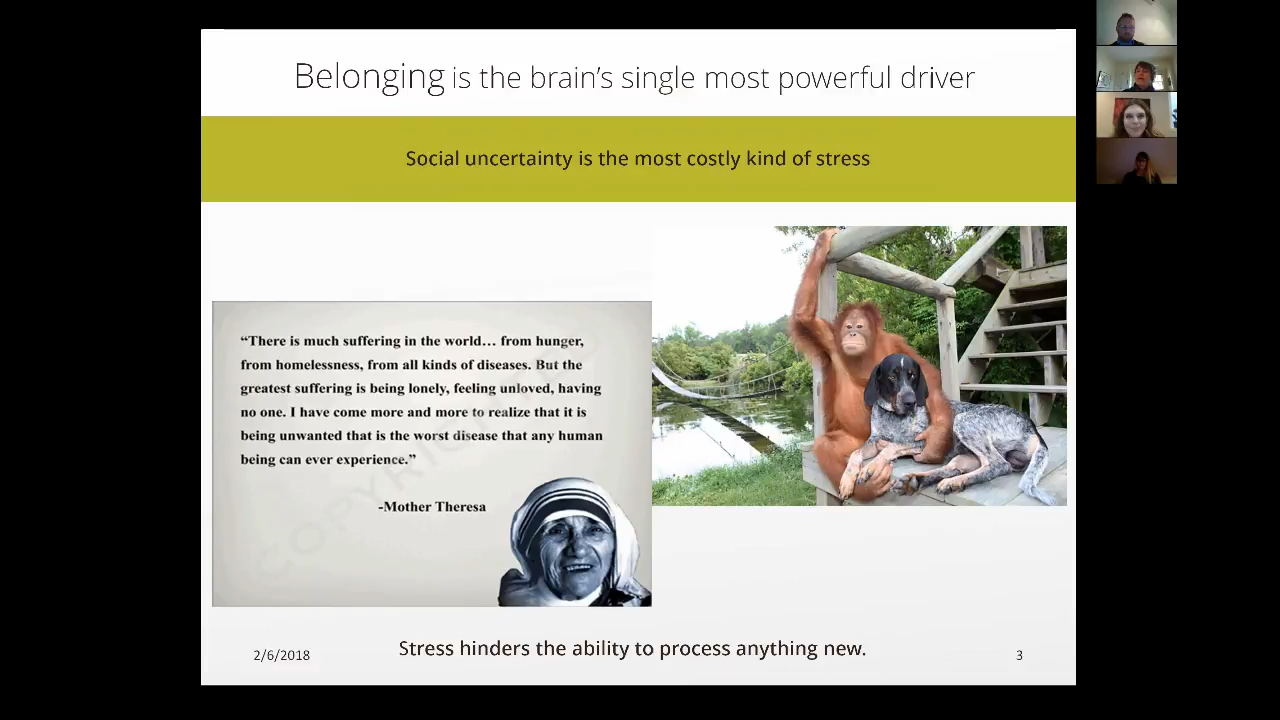 Belonging is the brain's single most powerful driver
Social uncertainty is the most costly kind of stress
“There is much suffering in the world… from hunger,
from homelessness, from all kinds of diseases. But the
greatest suffering is being lonely, feeling unloved, having
no one. I have come more and more to realize that it is
being unwanted that is the worst disease that any human
being can ever experience.”
-Mother Theresa
Stress hinders the ability to process anything new.
2/6/2018
3